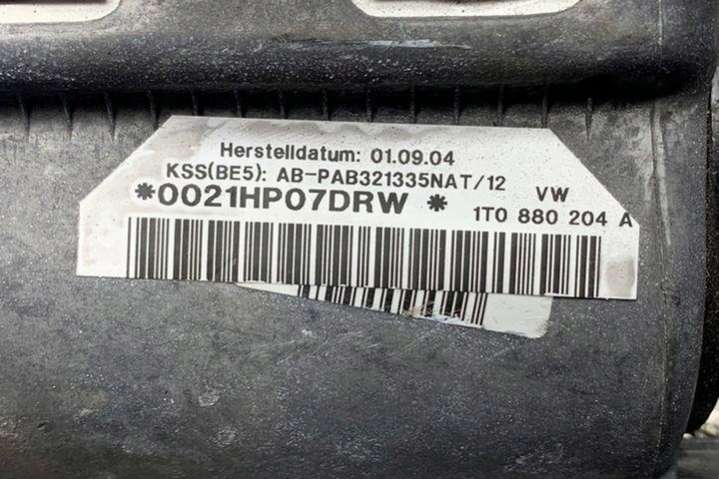 Herstelldatum: 01.09.04
KSS(BE5): AB-PAB321335NAT/12 VW
*0021HP07DRW * 1T0 880 204 A